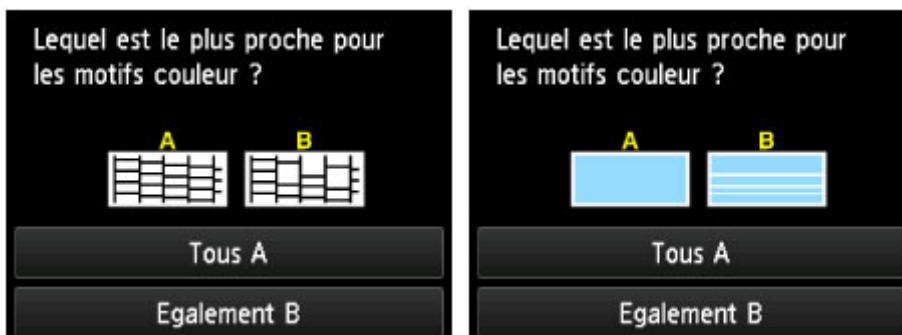 Lequel est le plus proche pour
les motifs couleur ?
A B
Tous A
Egalement B
Lequel est le plus proche pour
les motifs couleur ?
A B
Tous A
Egalement B